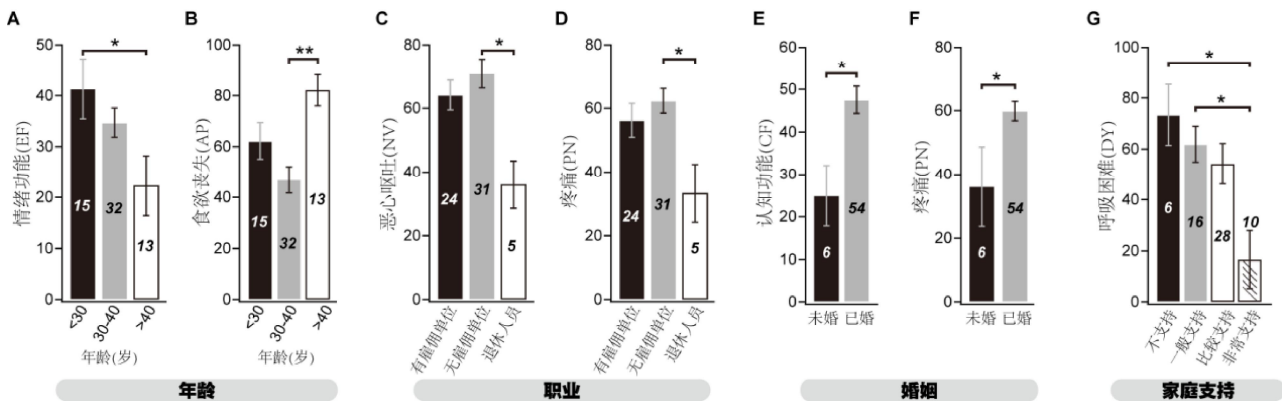 A
50
40
30
20
10
0
情绪功能(EF)
*
15
32
13
<30
30-40
>40
年龄(岁)
B
100
80
60
40
20
0
食欲丧失(AP)
**
15
32
13
<30
30-40
>40
年龄(岁)
年龄
C
80
60
40
20
0
恶心呕吐(NV)
*
24
31
5
有雇佣单位
无雇佣单位
退休人员
D
80
60
40
20
0
疼痛(PN)
*
24
31
5
有雇佣单位
无雇佣单位
退休人员
职业
E
60
50
40
30
20
10
0
认知功能(CF)
*
6
54
未婚
已婚
F
80
60
40
20
0
疼痛(PN)
*
6
54
未婚
已婚
婚姻
G
100
80
60
40
20
0
呼吸困难(DY)
*
*
6
16
28
10
不支持
一般支持
比较支持
非常支持
家庭支持